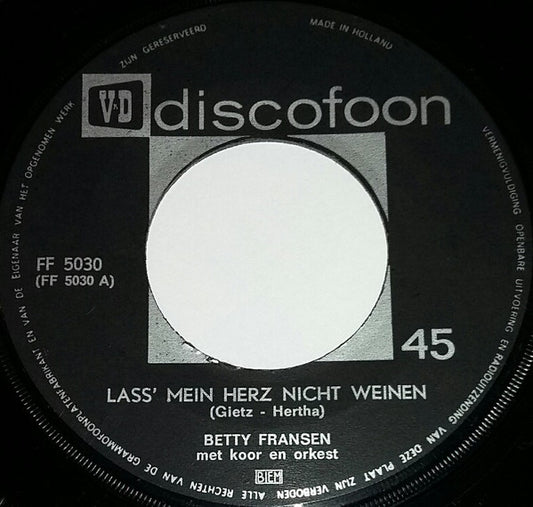 ALLE RECHTEN VAN DE GRAMMOFOONPLATENFABRIKANT EN VAN DE EIGENAAR VAN HET OPGENOMEN WERK ZIJN GERESERVEERD
MADE IN HOLLAND
VERMENIGVULDIGING OPENBARE UITVOERING EN RADIOUITZENDING VAN DEZE PLAAT ZIJN VERBODEN
V&D discofoon
FF 5030
(FF 5030 A)
45
LASS' MEIN HERZ NICHT WEINEN
(Gietz - Hertha)
BETTY FRANSEN
met koor en orkest
BIEM